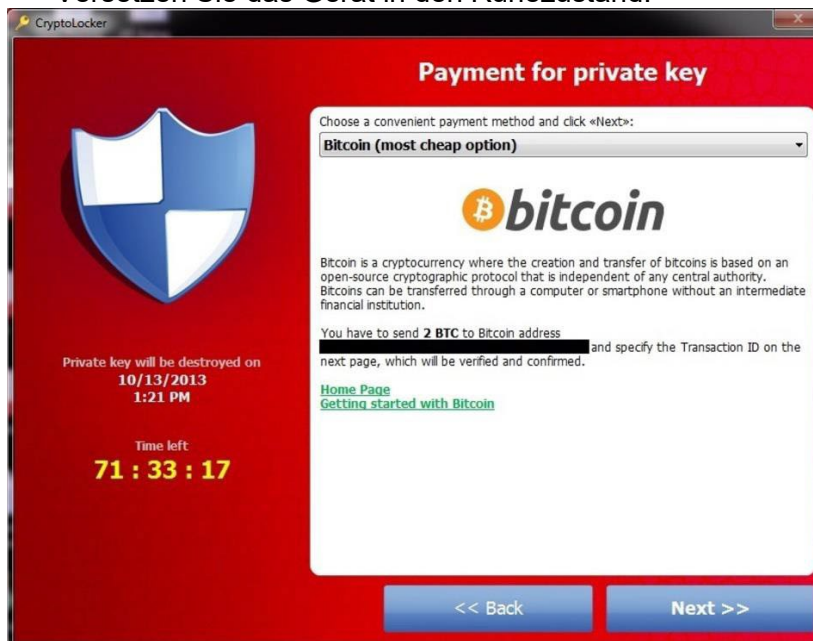 Versetzen Sie das Gerät in den Ruhezustand.
CryptoLocker
Payment for private key
Choose a convenient payment method and click «Next»:
Bitcoin (most cheap option)
bitcoin
Bitcoin is a cryptocurrency where the creation and transfer of bitcoins is based on an
open-source cryptographic protocol that is independent of any central authority.
Bitcoins can be transferred through a computer or smartphone without an intermediate
financial institution.
You have to send 2 BTC to Bitcoin address
and specify the Transaction ID on the
next page, which will be verified and confirmed.
Home Page
Getting started with Bitcoin
Private key will be destroyed on
10/13/2013
1:21 PM
Time left
71 : 33 : 17
<< Back
Next >>